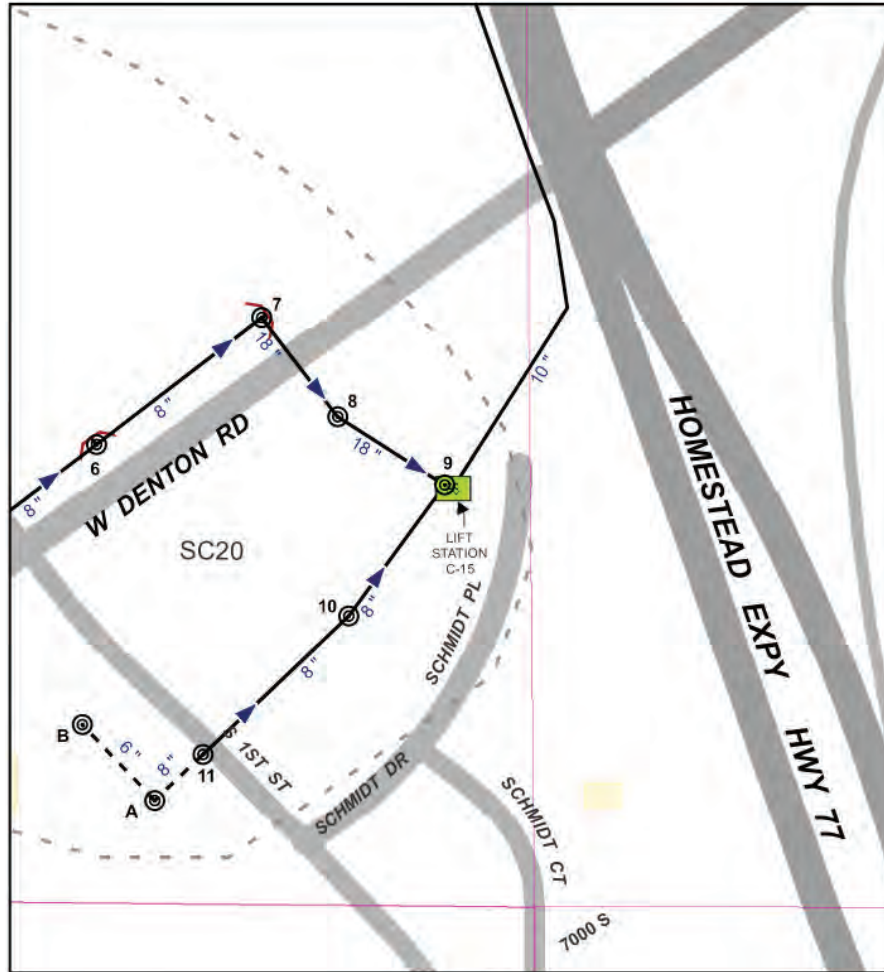 7
18 "
8 "
8
18 "
6
8 "
W DENTON RD
9
10 "
SC20
LIFT
STATION
C-15
10
8 "
SCHMIDT PL
HOMESTEAD EXPY HWY 77
8 "
B
6 "
8 "
A
11
S 1ST ST
SCHMIDT DR
SCHMIDT CT
7000 S